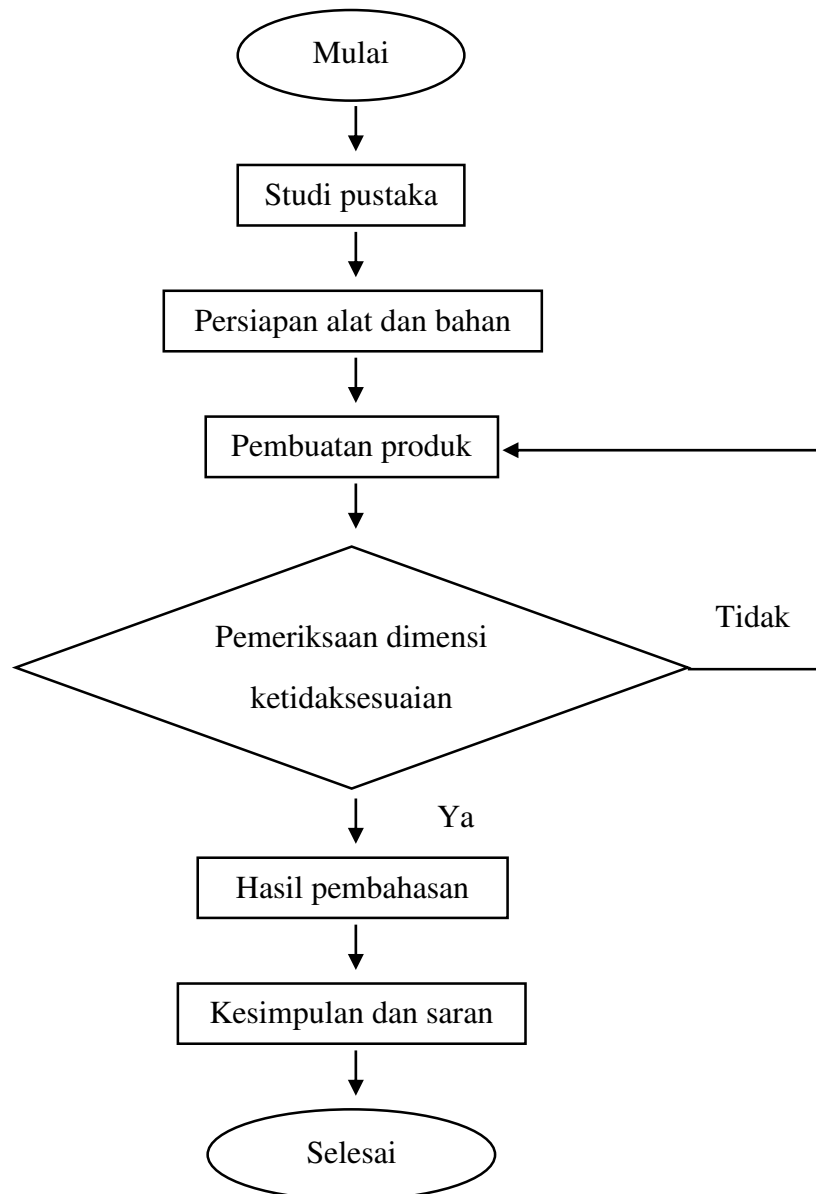 Mulai
Studi pustaka
Persiapan alat dan bahan
Pembuatan produk
Pemeriksaan dimensi
ketidaksesuaian
Tidak
Ya
Hasil pembahasan
Kesimpulan dan saran
Selesai